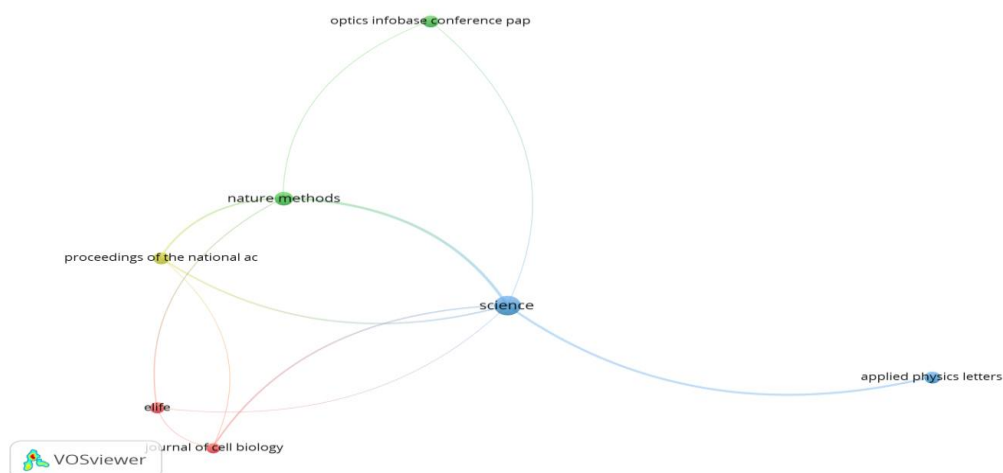 optics infobase conference pap
nature methods
proceedings of the national ac
science
applied physics letters
elife
journal of cell biology
VOSviewer